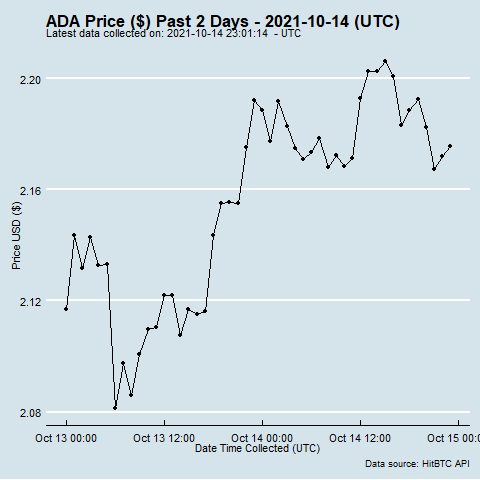 ADA Price ($) Past 2 Days - 2021-10-14 (UTC)
Latest data collected on: 2021-10-14 23:01:14 - UTC
2.20
2.16
2.12
2.08
Price USD ($)
Oct 13 00:00 Oct 13 12:00 Oct 14 00:00 Oct 14 12:00 Oct 15 00:0
Date Time Collected (UTC)
Data source: HitBTC API